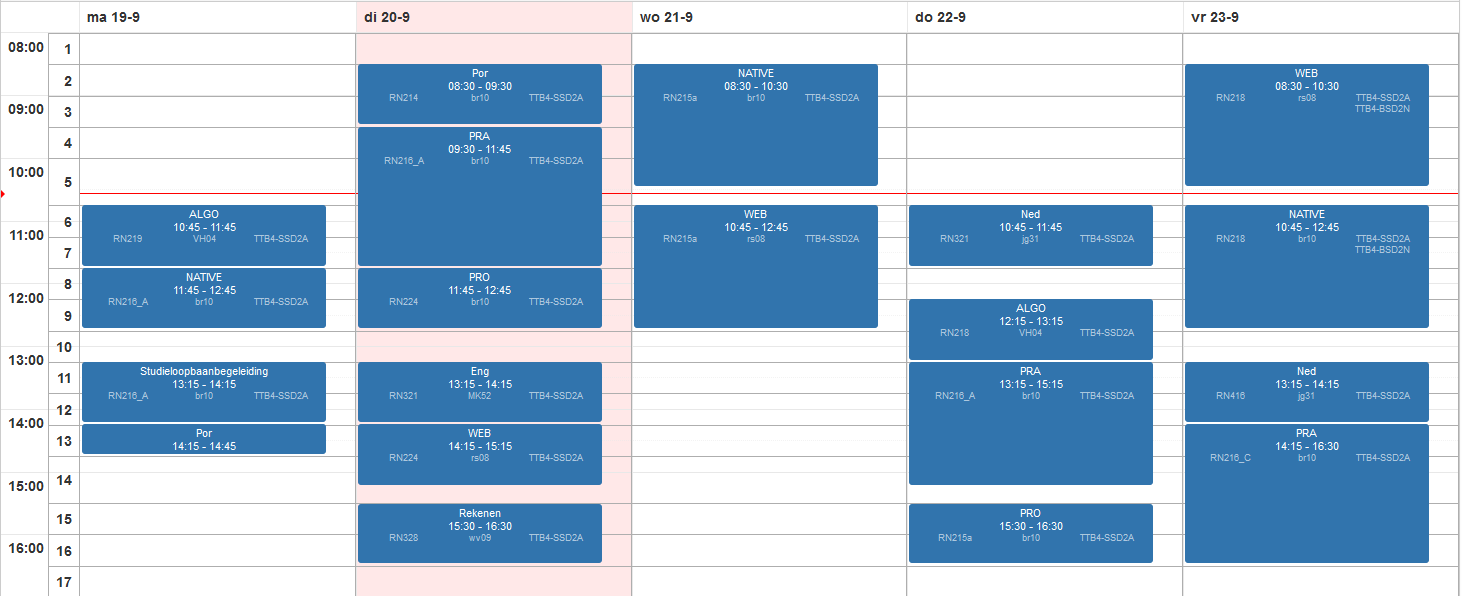 ma 19-9 di 20-9 wo 21-9 do 22-9 vr 23-9
08:00
09:00
10:00
11:00
12:00
13:00
14:00
15:00
16:00
1
2
3
4
5
6
7
8
9
10
11
12
13
14
15
16
17
ALGO
10:45 - 11:45
RN219 VH04 TTB4-SSD2A
NATIVE
11:45 - 12:45
RN216_A br10 TTB4-SSD2A
Studieloopbaanbegeleiding
13:15 - 14:15
RN216_A br10 TTB4-SSD2A
Por
14:15 - 14:45
Por
08:30 - 09:30
RN214 br10 TTB4-SSD2A
PRA
09:30 - 11:45
RN216_A br10 TTB4-SSD2A
PRO
11:45 - 12:45
RN224 br10 TTB4-SSD2A
Eng
13:15 - 14:15
RN321 MK52 TTB4-SSD2A
WEB
14:15 - 15:15
RN224 rs08 TTB4-SSD2A
Rekenen
15:30 - 16:30
RN328 wv09 TTB4-SSD2A
NATIVE
08:30 - 10:30
RN215a br10 TTB4-SSD2A
WEB
10:45 - 12:45
RN215a rs08 TTB4-SSD2A
Ned
10:45 - 11:45
RN321 jg31 TTB4-SSD2A
ALGO
12:15 - 13:15
RN218 VH04 TTB4-SSD2A
PRA
13:15 - 15:15
RN216_A br10 TTB4-SSD2A
PRO
15:30 - 16:30
RN215a br10 TTB4-SSD2A
WEB
08:30 - 10:30
RN218 rs08 TTB4-SSD2A
TTB4-BSD2N
NATIVE
10:45 - 12:45
RN218 br10 TTB4-SSD2A
TTB4-BSD2N
Ned
13:15 - 14:15
RN416 jg31 TTB4-SSD2A
PRA
14:15 - 16:30
RN216_C br10 TTB4-SSD2A